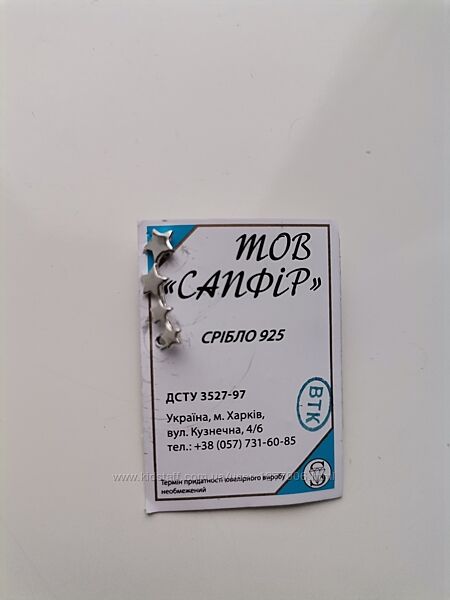 ТОВ
«САПФІР»
СРІБЛО 925
ДСТУ 3527-97
ВТК
Україна, м. Харків,
вул. Кузнечна, 4/6
тел.: +38 (057) 731-60-85
Термін придатності ювелірного виробу
необмежений